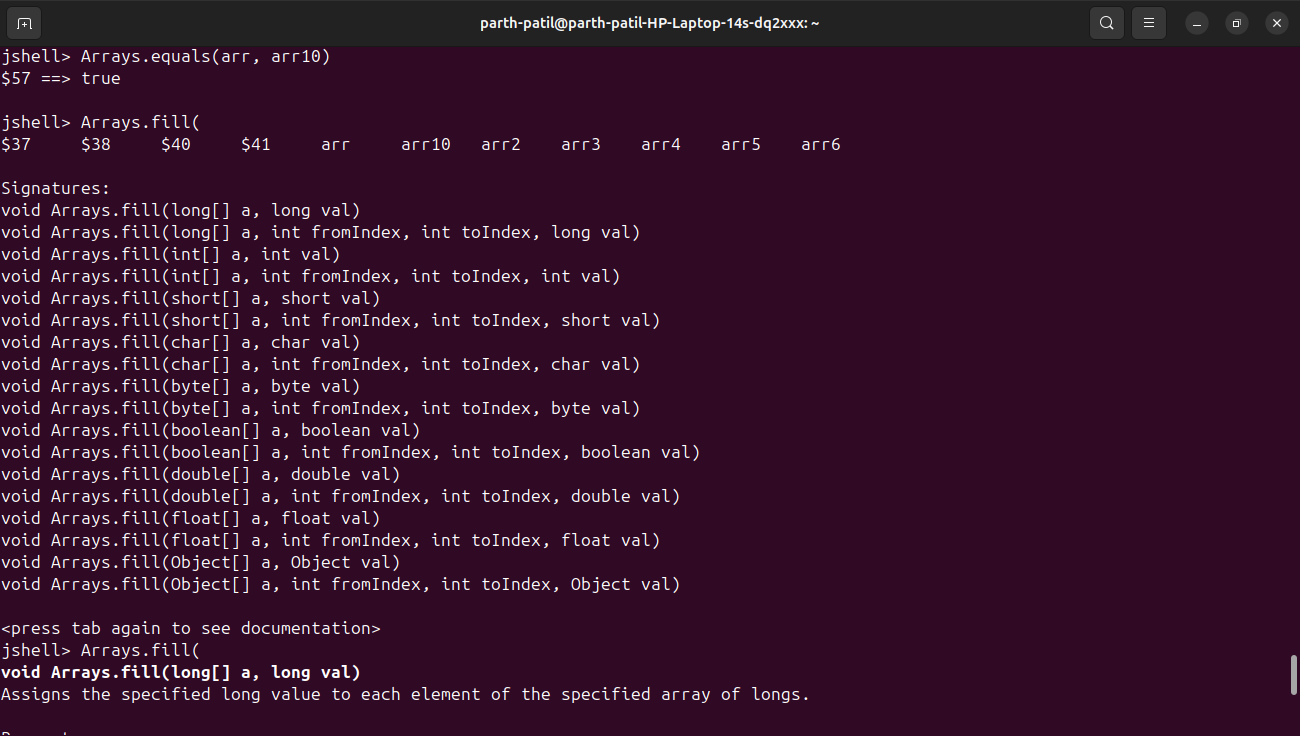 parth-patil@parth-patil-HP-Laptop-14s-dq2xxx: ~
jshell> Arrays.equals(arr, arr10)
$57 ==> true
jshell> Arrays.fill(
$37 $38 $40 $41 arr arr10 arr2 arr3 arr4 arr5 arr6
Signatures:
void Arrays.fill(long[] a, long val)
void Arrays.fill(long[] a, int fromIndex, int toIndex, long val)
void Arrays.fill(int[] a, int val)
void Arrays.fill(int[] a, int fromIndex, int toIndex, int val)
void Arrays.fill(short[] a, short val)
void Arrays.fill(short[] a, int fromIndex, int toIndex, short val)
void Arrays.fill(char[] a, char val)
void Arrays.fill(char[] a, int fromIndex, int toIndex, char val)
void Arrays.fill(byte[] a, byte val)
void Arrays.fill(byte[] a, int fromIndex, int toIndex, byte val)
void Arrays.fill(boolean[] a, boolean val)
void Arrays.fill(boolean[] a, int fromIndex, int toIndex, boolean val)
void Arrays.fill(double[] a, double val)
void Arrays.fill(double[] a, int fromIndex, int toIndex, double val)
void Arrays.fill(float[] a, float val)
void Arrays.fill(float[] a, int fromIndex, int toIndex, float val)
void Arrays.fill(Object[] a, Object val)
void Arrays.fill(Object[] a, int fromIndex, int toIndex, Object val)
<press tab again to see documentation>
jshell> Arrays.fill(
void Arrays.fill(long[] a, long val)
Assigns the specified long value to each element of the specified array of longs.